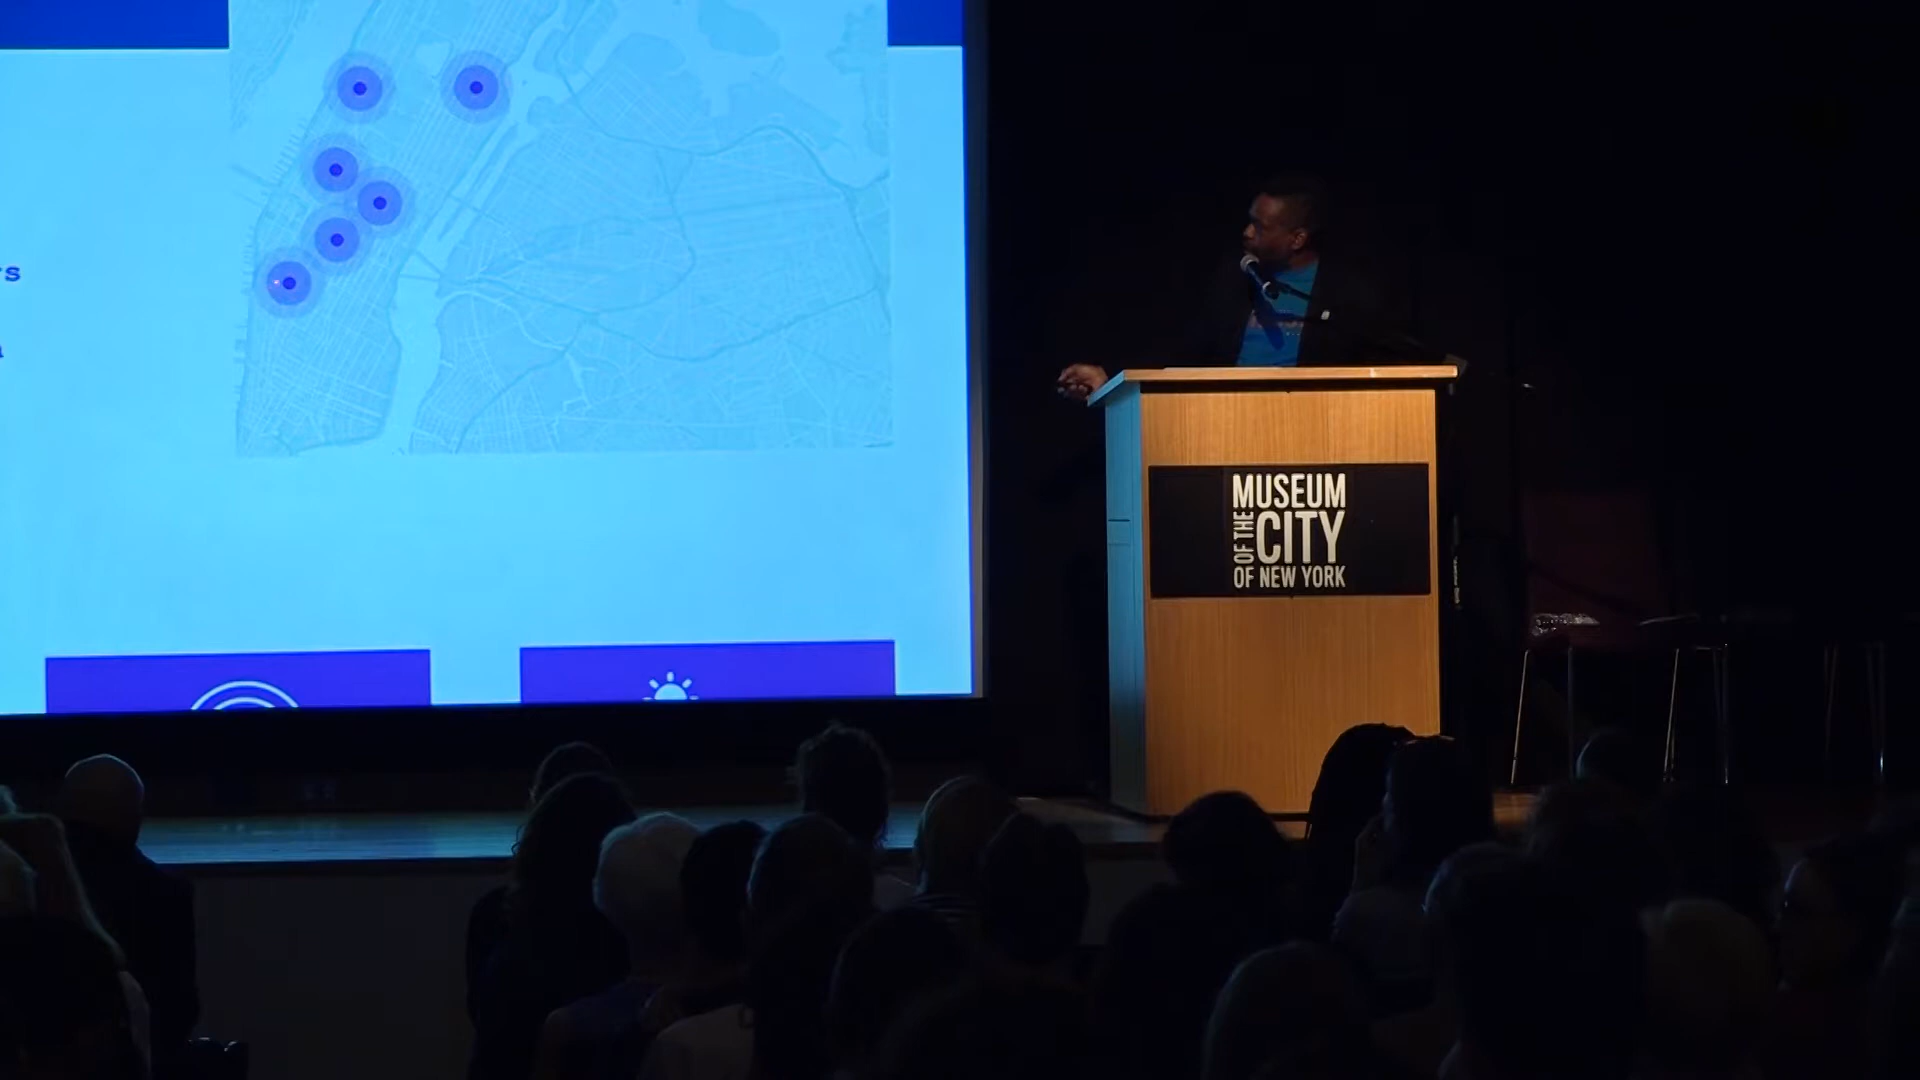 MUSEUM
OF THE
CITY
OF NEW YORK